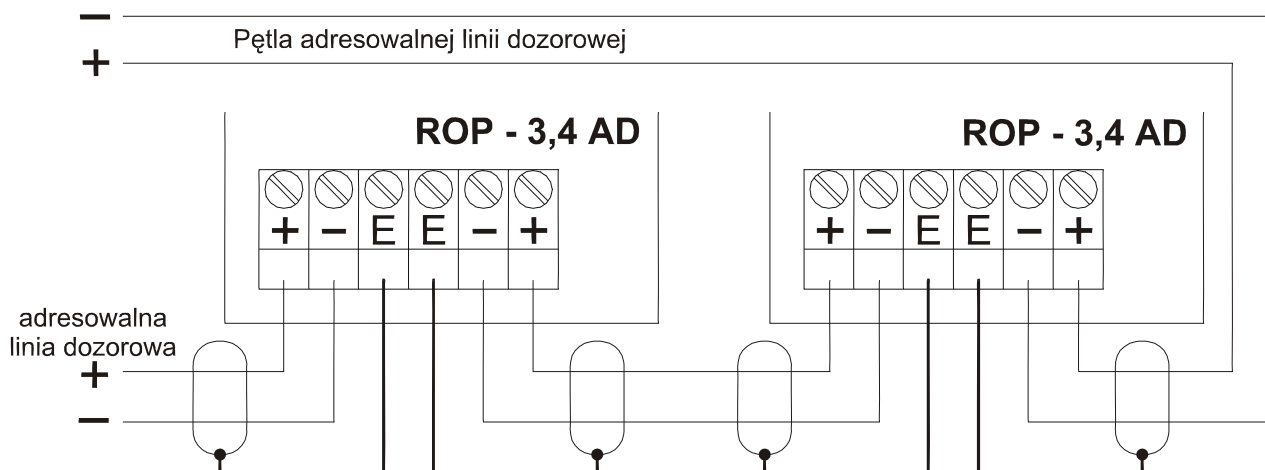 −
Pętla adresowalnej linii dozorowej
+
ROP - 3,4 AD
ROP - 3,4 AD
+ − E E − +
+ − E E − +
adresowalna
linia dozorowa
+
−